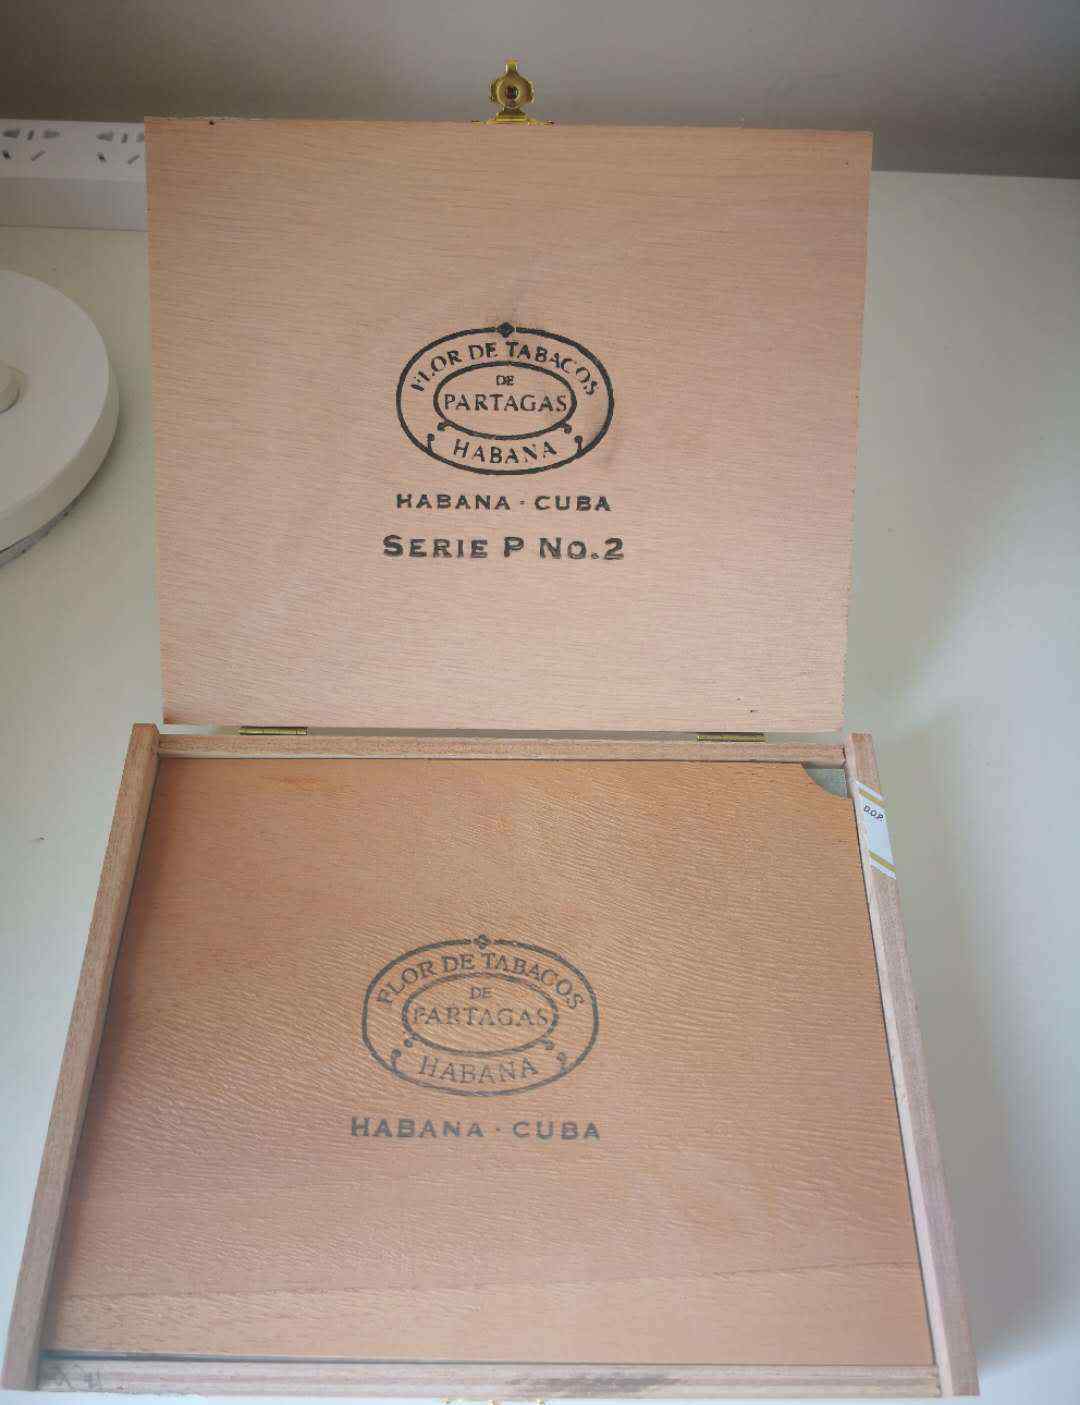 FLOR DE TABACOS
DE
PARTAGAS
HABANA
HABANA · CUBA
SERIE P No.2
D.O.P.
FLOR DE TABACOS
DE
PARTAGAS
HABANA
HABANA · CUBA